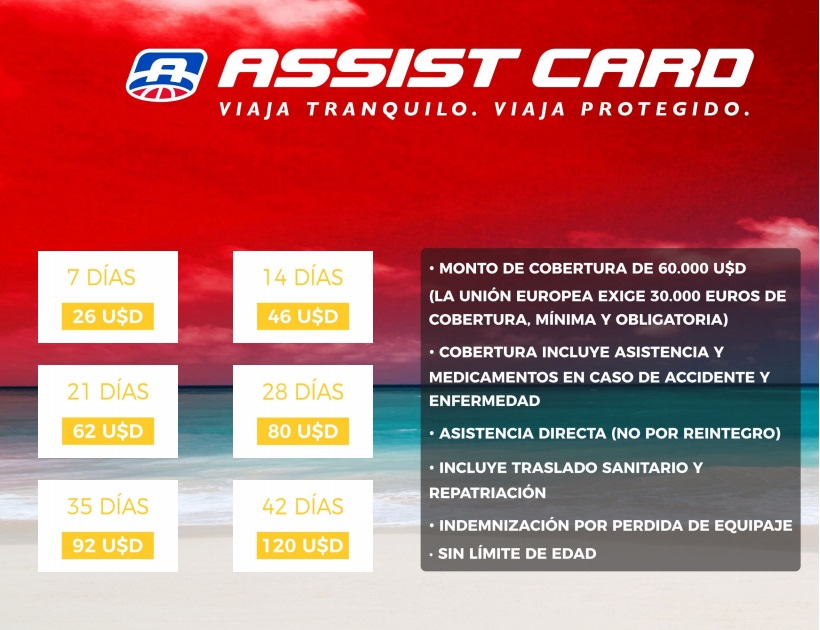 ASSIST CARD
VIAJA TRANQUILO. VIAJA PROTEGIDO.
7 DÍAS
26 U$D
14 DÍAS
46 U$D
21 DÍAS
62 U$D
28 DÍAS
80 U$D
35 DÍAS
92 U$D
42 DÍAS
120 U$D
• MONTO DE COBERTURA DE 60.000 U$D
(LA UNIÓN EUROPEA EXIGE 30.000 EUROS DE
COBERTURA, MÍNIMA Y OBLIGATORIA)
• COBERTURA INCLUYE ASISTENCIA Y
MEDICAMENTOS EN CASO DE ACCIDENTE Y
ENFERMEDAD
• ASISTENCIA DIRECTA (NO POR REINTEGRO)
• INCLUYE TRASLADO SANITARIO Y
REPATRIACIÓN
• INDEMNIZACIÓN POR PERDIDA DE EQUIPAJE
• SIN LÍMITE DE EDAD